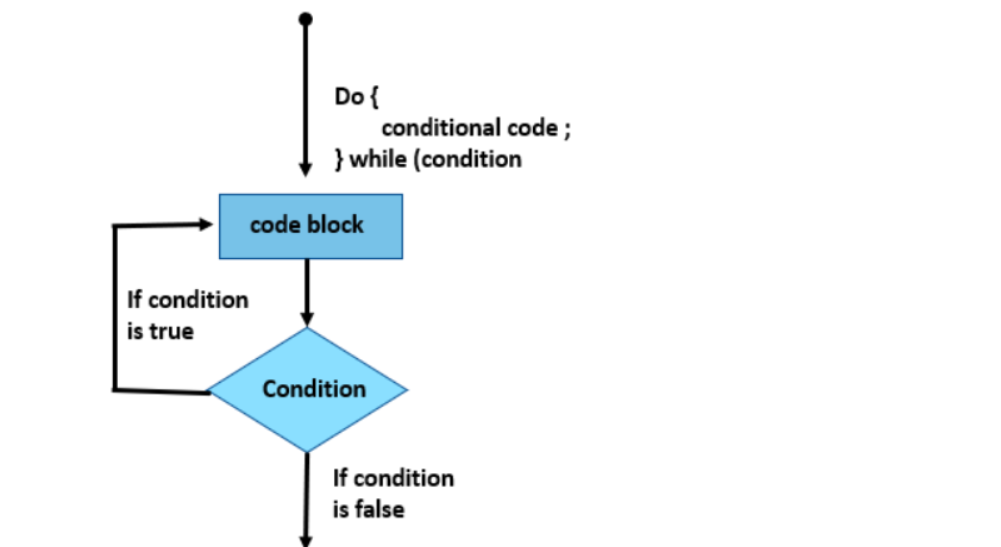 Do {
conditional code ;
} while (condition
code block
If condition
is true
Condition
If condition
is false